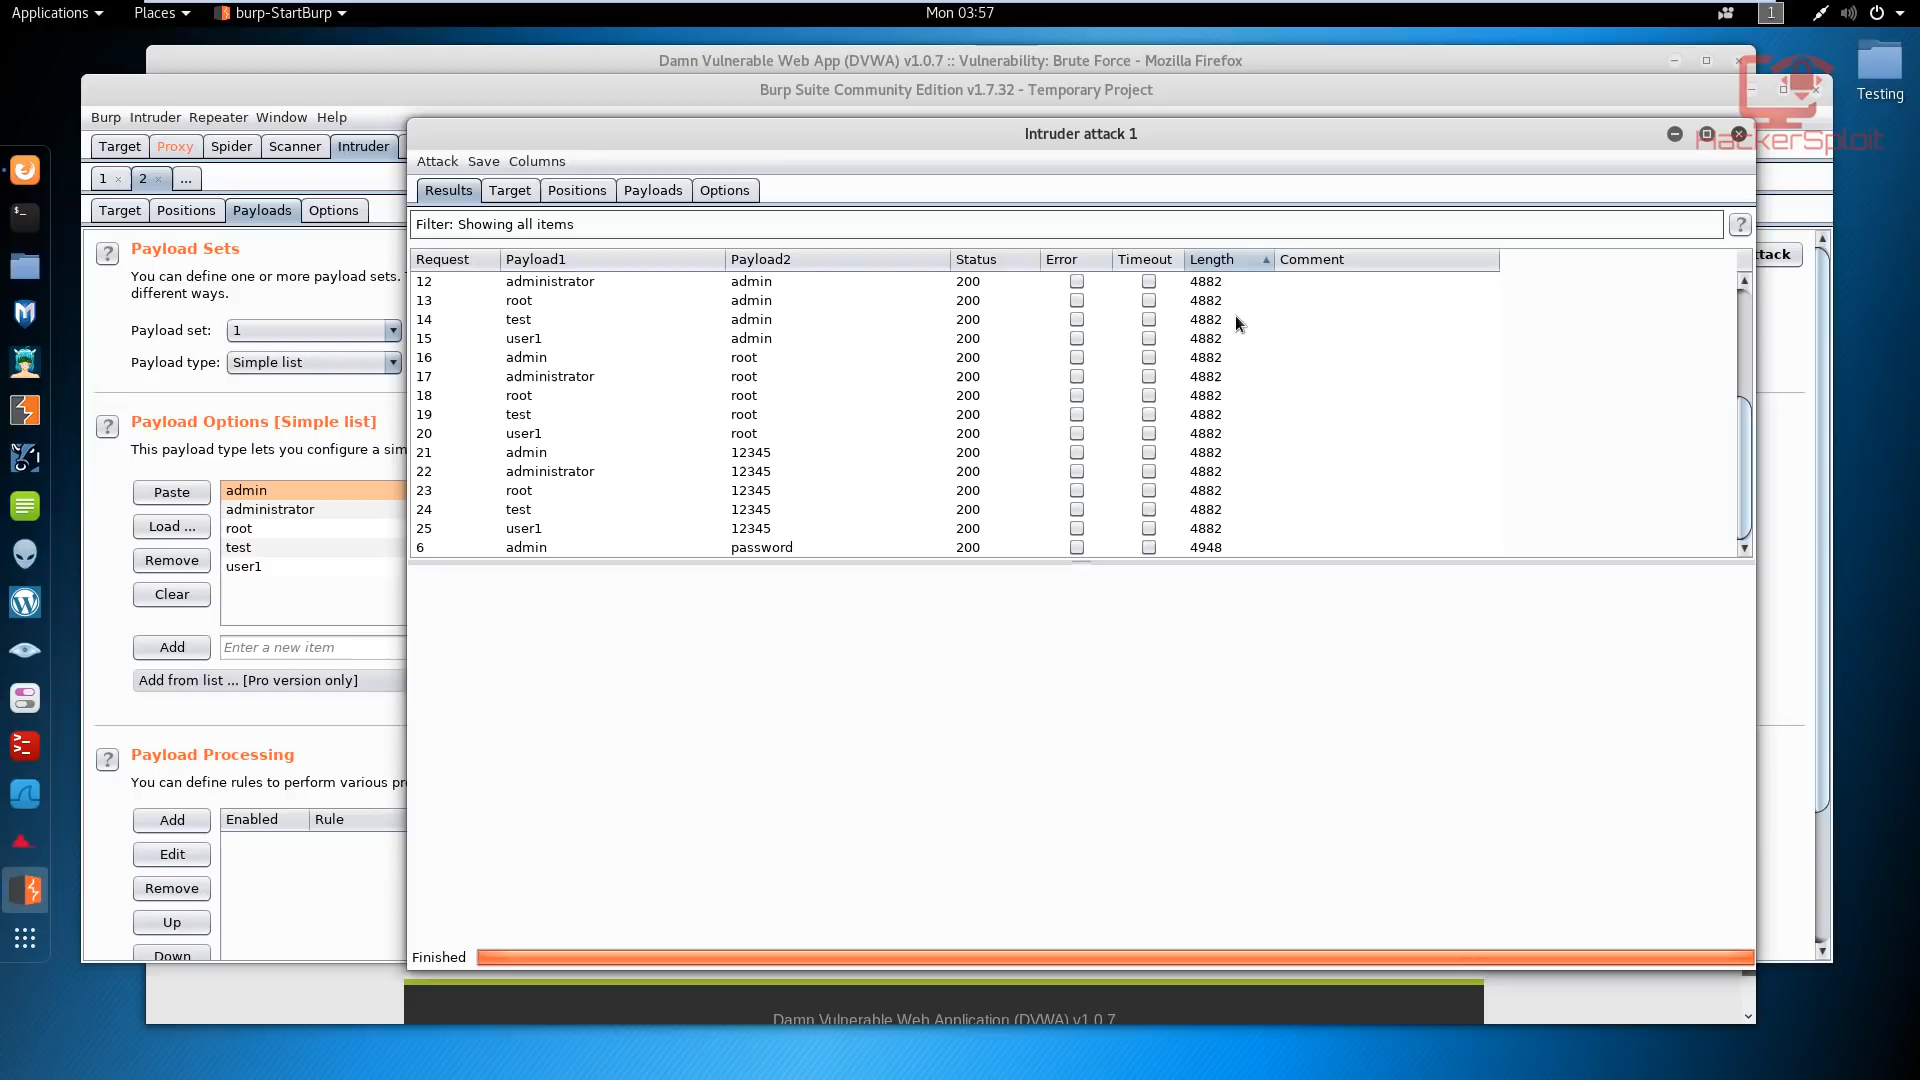 Applications Places burp-StartBurp Mon 03:57 1
Damn Vulnerable Web App (DVWA) v1.0.7 :: Vulnerability: Brute Force - Mozilla Firefox
Burp Suite Community Edition v1.7.32 - Temporary Project
Testing
HackerSploit
Burp Intruder Repeater Window Help
Target Proxy Spider Scanner Intruder
1 × 2 × ...
Target Positions Payloads Options
Payload Sets
You can define one or more payload sets.
different ways.
Payload set: 1
Payload type: Simple list
Payload Options [Simple list]
This payload type lets you configure a sim
Paste
Load ...
Remove
Clear
admin
administrator
root
test
user1
Add Enter a new item
Add from list ... [Pro version only]
Payload Processing
You can define rules to perform various pr
Add
Edit
Remove
Up
Down
Enabled Rule
tack
Intruder attack 1
Attack Save Columns
Results Target Positions Payloads Options
Filter: Showing all items
?
Request Payload1 Payload2 Status Error Timeout Length Comment
12 administrator admin 200 4882
13 root admin 200 4882
14 test admin 200 4882
15 user1 admin 200 4882
16 admin root 200 4882
17 administrator root 200 4882
18 root root 200 4882
19 test root 200 4882
20 user1 root 200 4882
21 admin 12345 200 4882
22 administrator 12345 200 4882
23 root 12345 200 4882
24 test 12345 200 4882
25 user1 12345 200 4882
6 admin password 200 4948
Finished
Damn Vulnerable Web Application (DVWA) v1.0.7